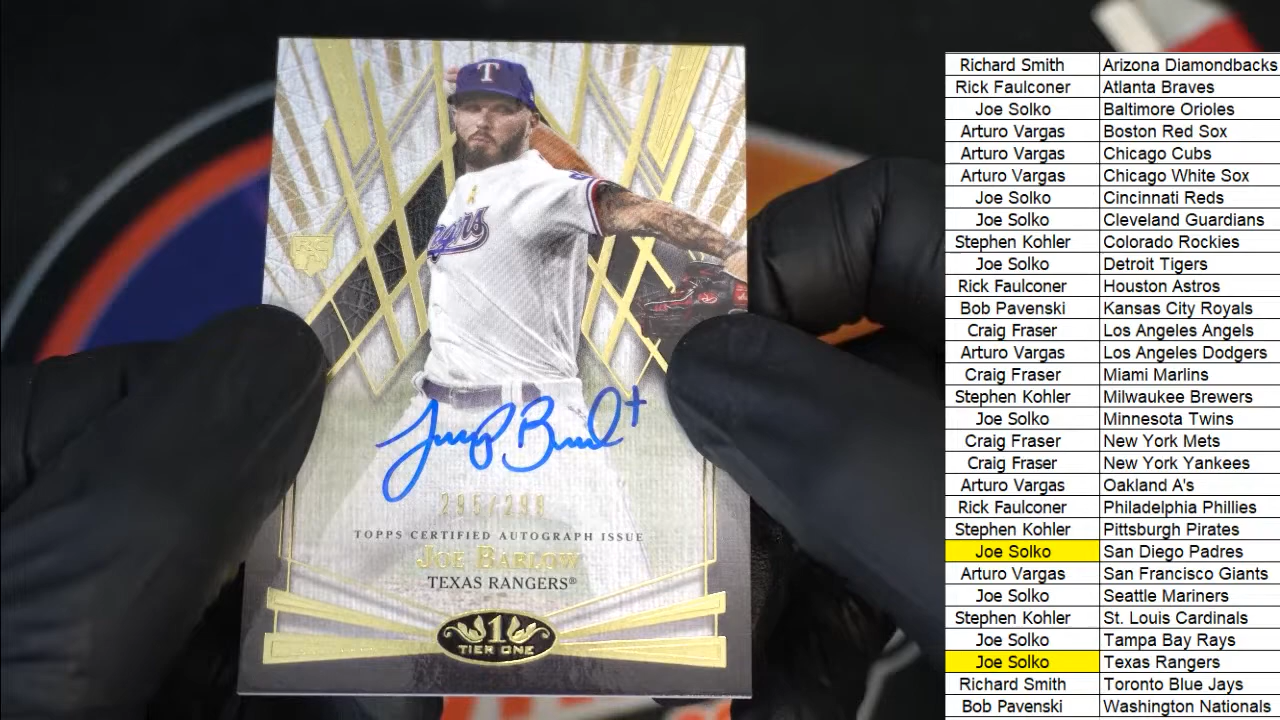 T
RC
295/299
TOPPS CERTIFIED AUTOGRAPH ISSUE
JOE BARLOW
TEXAS RANGERS®
1
TIER ONE
Richard Smith Arizona Diamondbacks
Rick Faulconer Atlanta Braves
Joe Solko Baltimore Orioles
Arturo Vargas Boston Red Sox
Arturo Vargas Chicago Cubs
Arturo Vargas Chicago White Sox
Joe Solko Cincinnati Reds
Joe Solko Cleveland Guardians
Stephen Kohler Colorado Rockies
Joe Solko Detroit Tigers
Rick Faulconer Houston Astros
Bob Pavenski Kansas City Royals
Craig Fraser Los Angeles Angels
Arturo Vargas Los Angeles Dodgers
Craig Fraser Miami Marlins
Stephen Kohler Milwaukee Brewers
Joe Solko Minnesota Twins
Craig Fraser New York Mets
Craig Fraser New York Yankees
Arturo Vargas Oakland A's
Rick Faulconer Philadelphia Phillies
Stephen Kohler Pittsburgh Pirates
Joe Solko San Diego Padres
Arturo Vargas San Francisco Giants
Joe Solko Seattle Mariners
Stephen Kohler St. Louis Cardinals
Joe Solko Tampa Bay Rays
Joe Solko Texas Rangers
Richard Smith Toronto Blue Jays
Bob Pavenski Washington Nationals